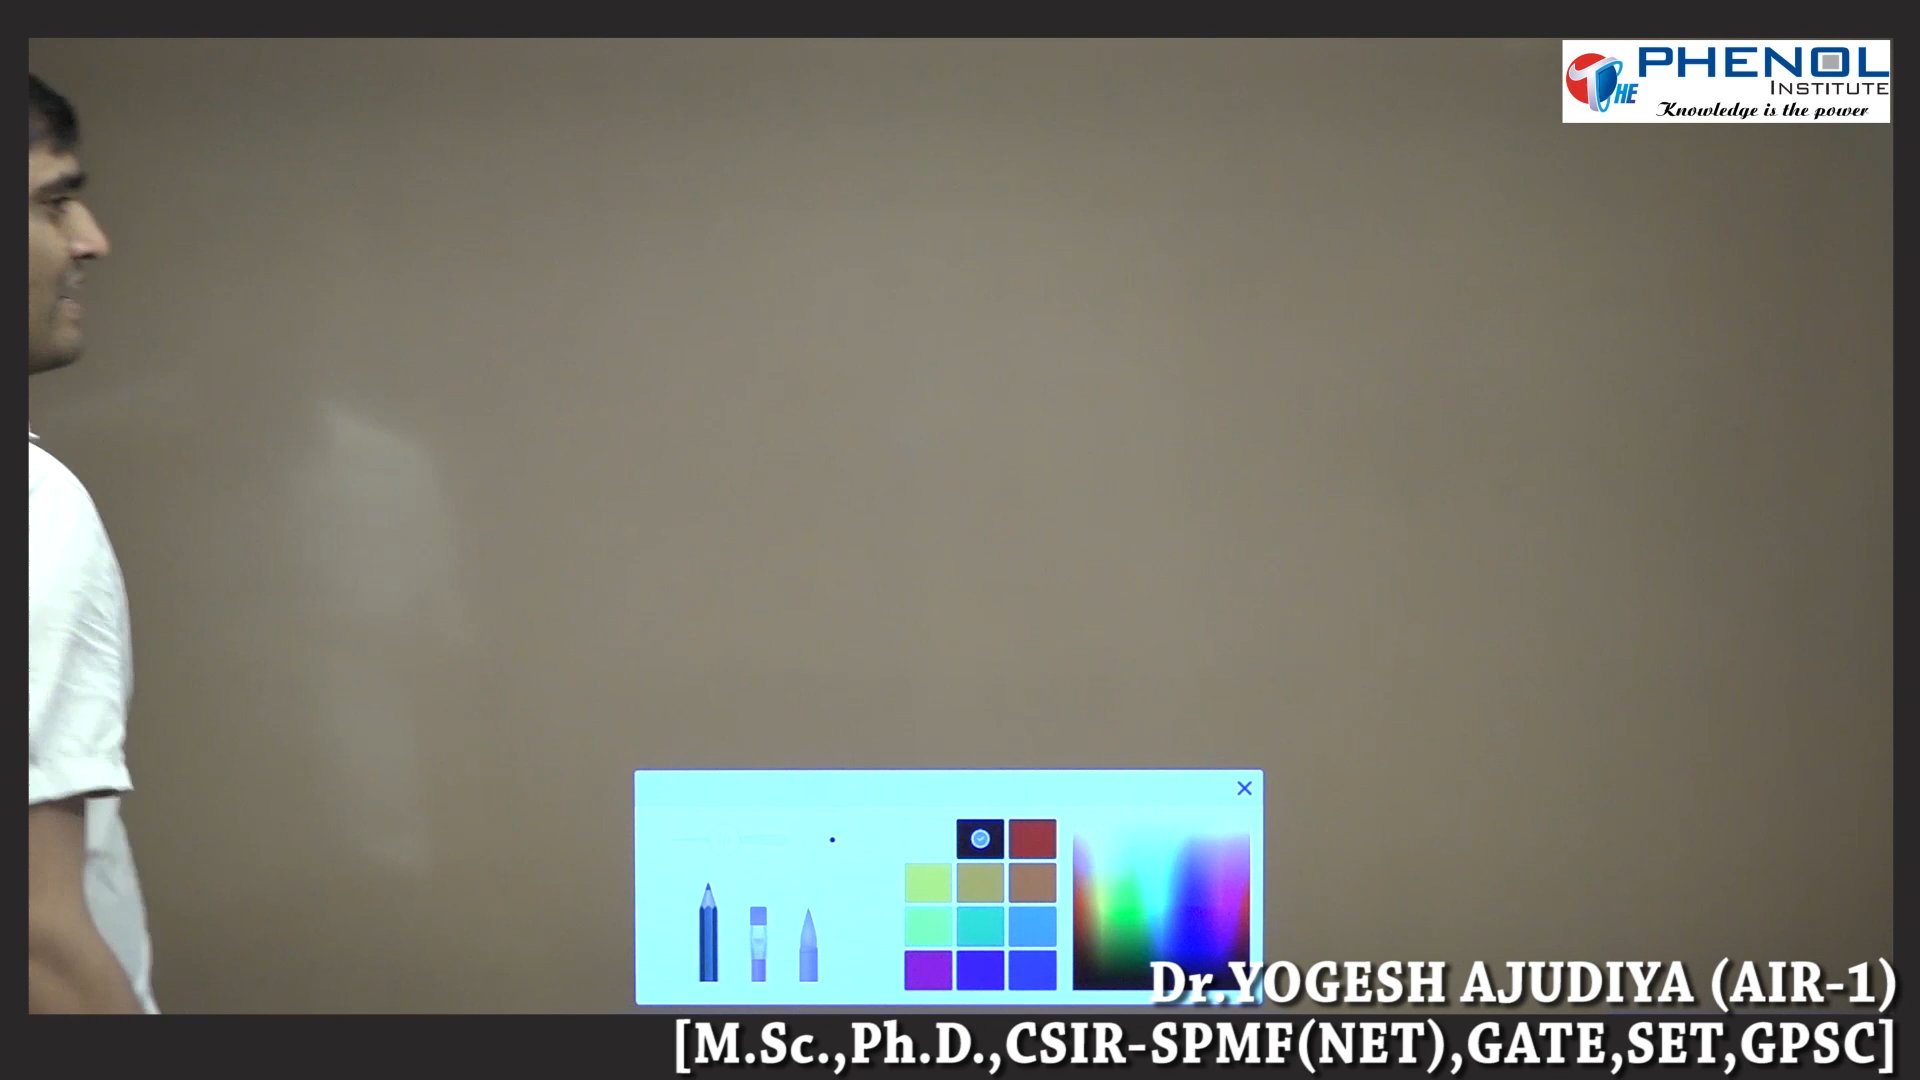 THE PHENOL
INSTITUTE
Knowledge is the power
Dr.YOGESH AJUDIYA (AIR-1)
[M.Sc.,Ph.D.,CSIR-SPMF(NET),GATE,SET,GPSC]